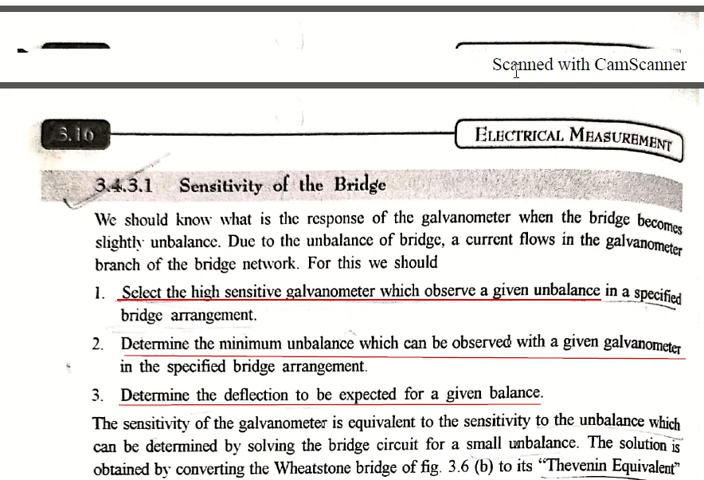 Scanned with CamScanner
3.16
ELECTRICAL MEASUREMENT
3.4.3.1 Sensitivity of the Bridge
We should know what is the response of the galvanometer when the bridge becomes
slightly unbalance. Due to the unbalance of bridge, a current flows in the galvanometer
branch of the bridge network. For this we should
1. Select the high sensitive galvanometer which observe a given unbalance in a specified
bridge arrangement.
2. Determine the minimum unbalance which can be observed with a given galvanometer
in the specified bridge arrangement.
3. Determine the deflection to be expected for a given balance.
The sensitivity of the galvanometer is equivalent to the sensitivity to the unbalance which
can be determined by solving the bridge circuit for a small unbalance. The solution is
obtained by converting the Wheatstone bridge of fig. 3.6 (b) to its “Thevenin Equivalent”